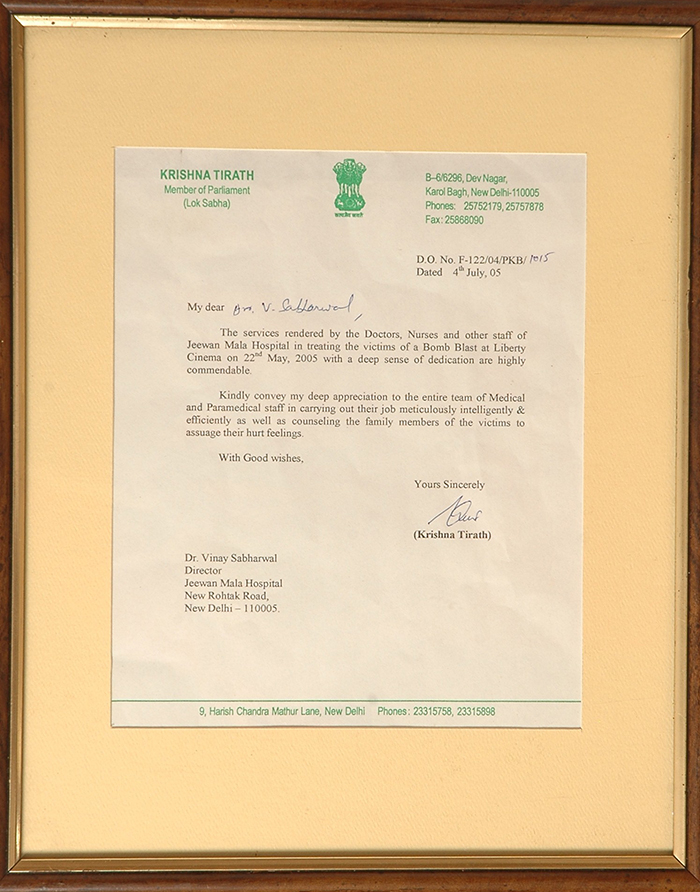 KRISHNA TIRATH
Member of Parliament
(Lok Sabha)
सत्यमेव जयते
B–6/6296, Dev Nagar,
Karol Bagh, New Delhi-110005
Phones: 25752179, 25757878
Fax: 25868090
D.O. No. F-122/04/PKB/1015
Dated 4th July, 05
My dear Dr. V. Sabharwal,
The services rendered by the Doctors, Nurses and other staff of
Jeewan Mala Hospital in treating the victims of a Bomb Blast at Liberty
Cinema on 22nd May, 2005 with a deep sense of dedication are highly
commendable.
Kindly convey my deep appreciation to the entire team of Medical
and Paramedical staff in carrying out their job meticulously intelligently &
efficiently as well as counseling the family members of the victims to
assuage their hurt feelings.
With Good wishes,
Yours Sincerely
(Krishna Tirath)
Dr. Vinay Sabharwal
Director
Jeewan Mala Hospital
New Rohtak Road,
New Delhi – 110005.
9, Harish Chandra Mathur Lane, New Delhi Phones : 23315758, 23315898